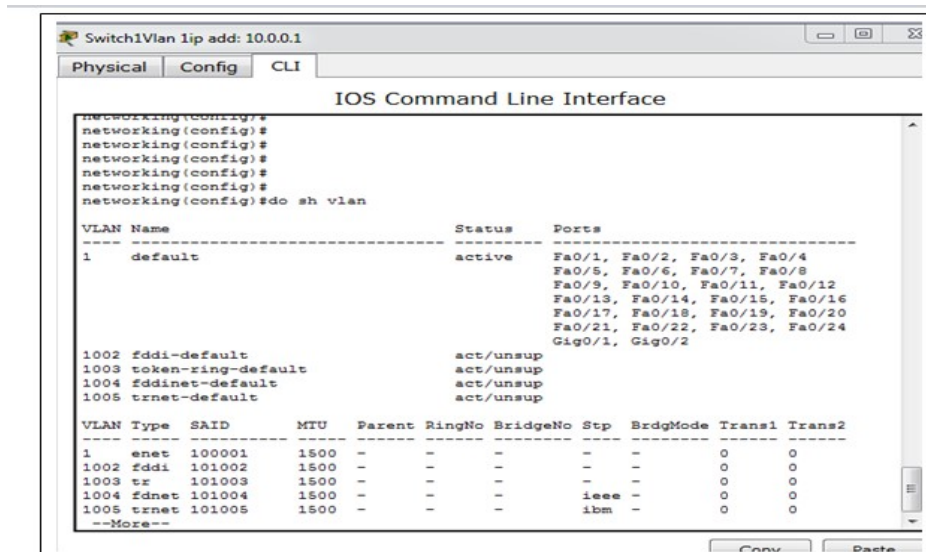 Switch1Vlan 1ip add: 10.0.0.1
Physical Config CLI
IOS Command Line Interface
networking(config)#
networking(config)#
networking(config)#
networking(config)#
networking(config)#
networking(config)#
networking(config)#do sh vlan
VLAN Name Status Ports
---- -------------------------------- --------- -------------------------------
1 default active Fa0/1, Fa0/2, Fa0/3, Fa0/4
Fa0/5, Fa0/6, Fa0/7, Fa0/8
Fa0/9, Fa0/10, Fa0/11, Fa0/12
Fa0/13, Fa0/14, Fa0/15, Fa0/16
Fa0/17, Fa0/18, Fa0/19, Fa0/20
Fa0/21, Fa0/22, Fa0/23, Fa0/24
Gig0/1, Gig0/2
1002 fddi-default act/unsup
1003 token-ring-default act/unsup
1004 fddinet-default act/unsup
1005 trnet-default act/unsup
VLAN Type SAID MTU Parent RingNo BridgeNo Stp BrdgMode Trans1 Trans2
---- ----- ---------- ----- ------ ------ -------- ---- -------- ------ ------
1 enet 100001 1500 - - - - - 0 0
1002 fddi 101002 1500 - - - - - 0 0
1003 tr 101003 1500 - - - - - 0 0
1004 fdnet 101004 1500 - - - ieee - 0 0
1005 trnet 101005 1500 - - - ibm - 0 0
--More--
Copy Paste